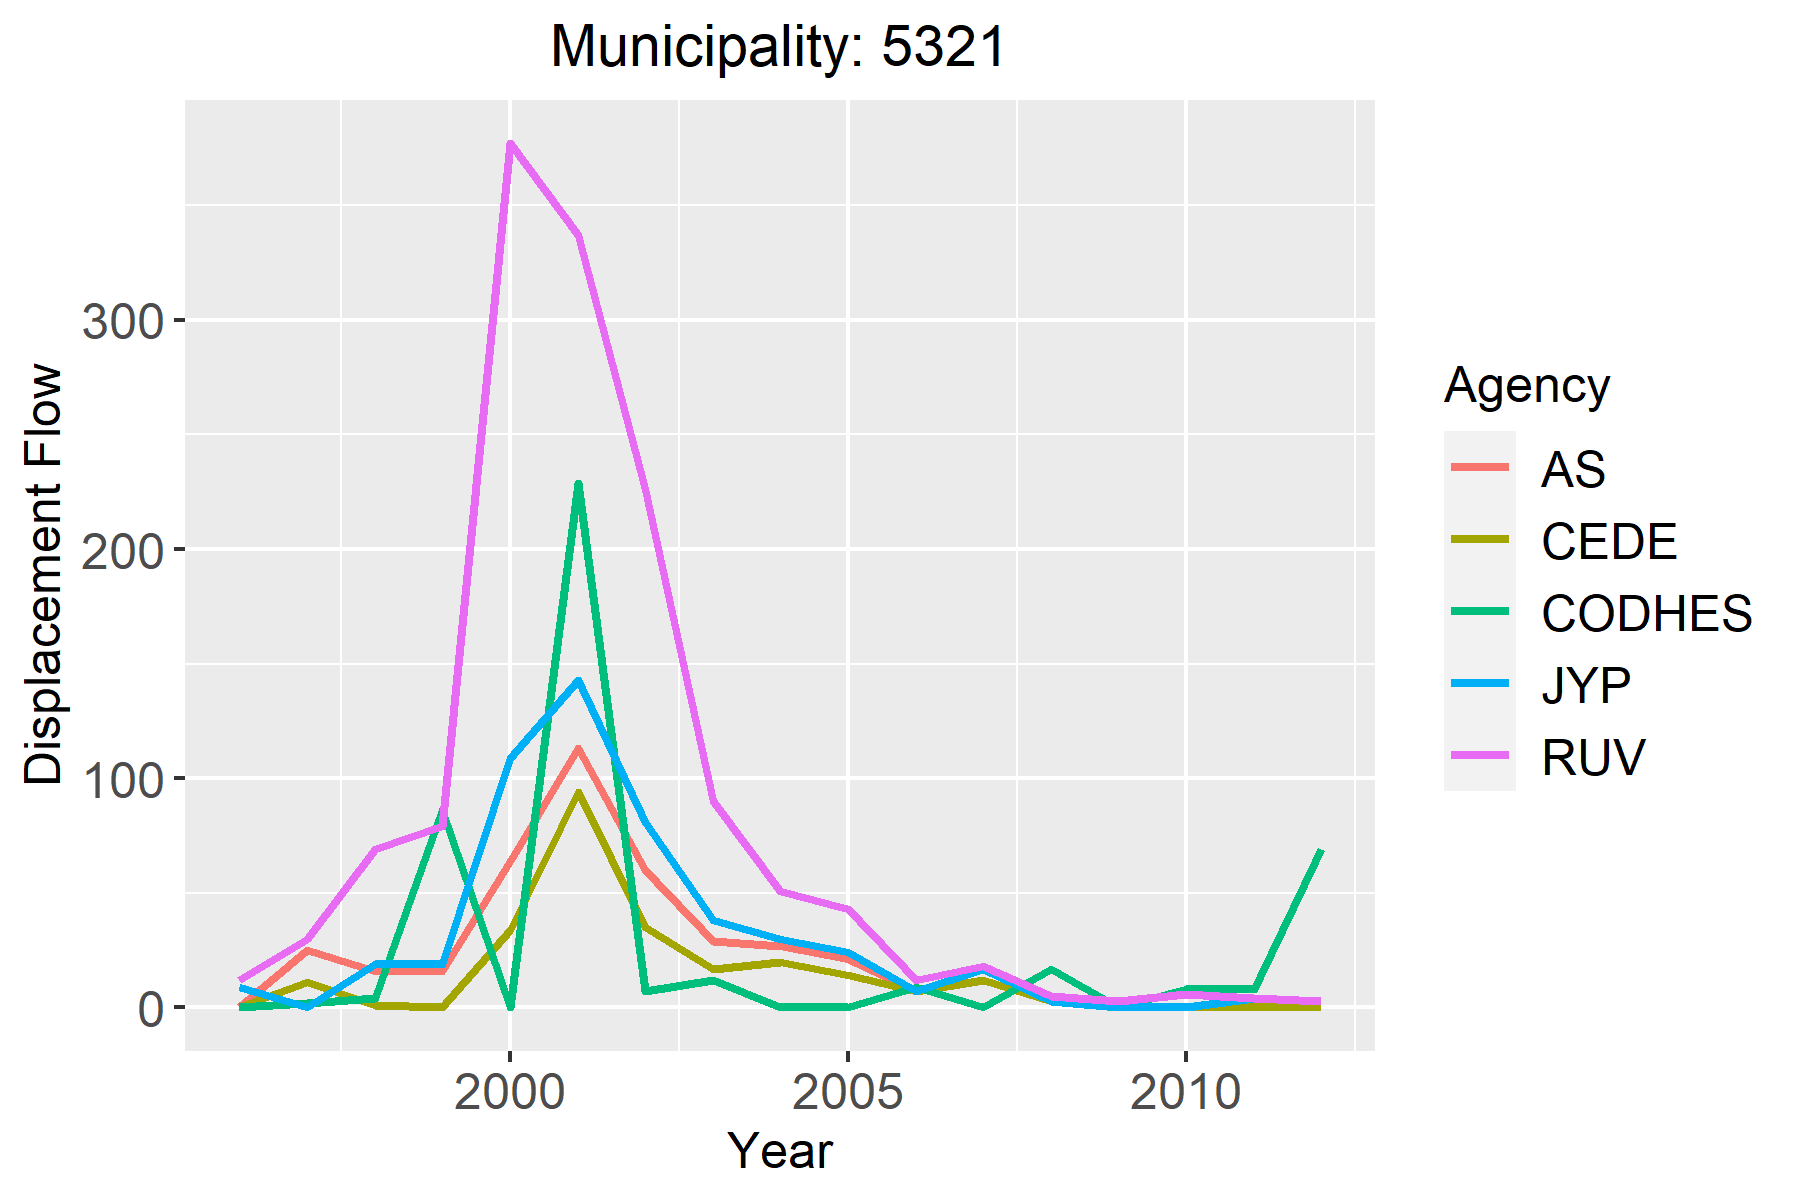 Municipality: 5321
Displacement Flow
300
200
100
0
2000
2005
2010
Year
Agency
AS
CEDE
CODHES
JYP
RUV